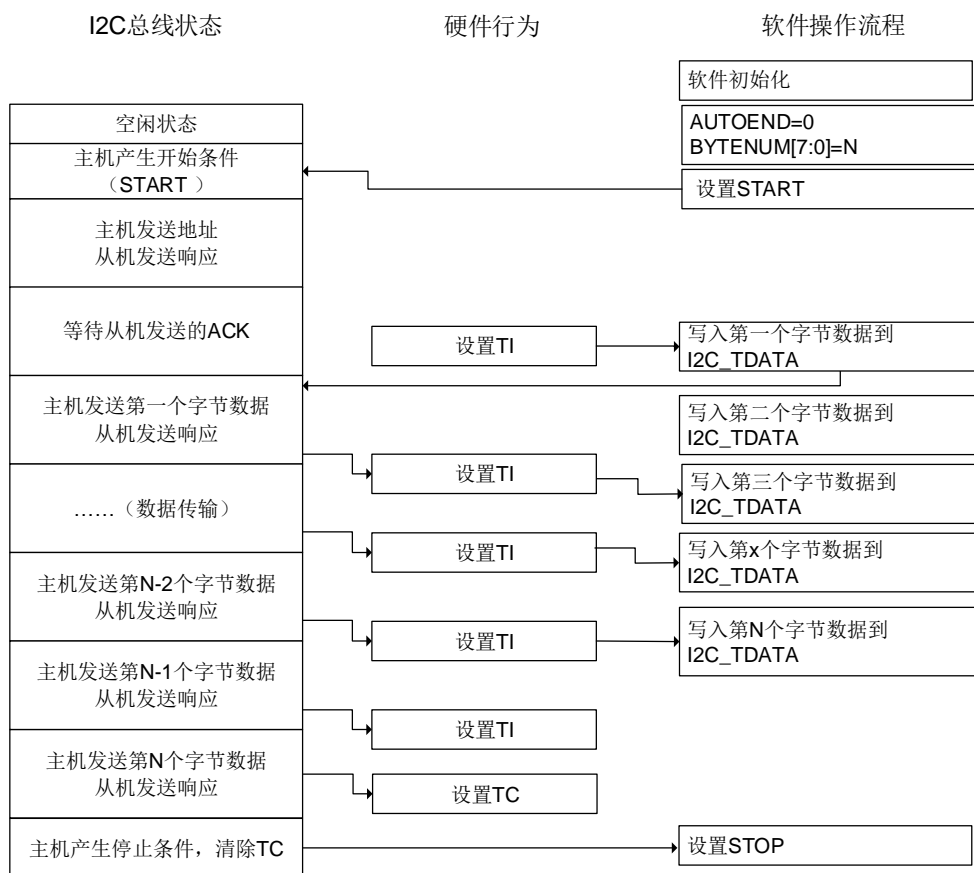 I2C总线状态
硬件行为
软件操作流程
软件初始化
空闲状态
AUTOEND=0
BYTENUM[7:0]=N
主机产生开始条件
（START ）
设置START
主机发送地址
从机发送响应
等待从机发送的ACK
设置TI
写入第一个字节数据到
I2C_TDATA
主机发送第一个字节数据
从机发送响应
写入第二个字节数据到
I2C_TDATA
设置TI
写入第三个字节数据到
I2C_TDATA
……（数据传输）
设置TI
写入第x个字节数据到
I2C_TDATA
主机发送第N-2个字节数据
从机发送响应
设置TI
写入第N个字节数据到
I2C_TDATA
主机发送第N-1个字节数据
从机发送响应
设置TI
主机发送第N个字节数据
从机发送响应
设置TC
主机产生停止条件，清除TC
设置STOP